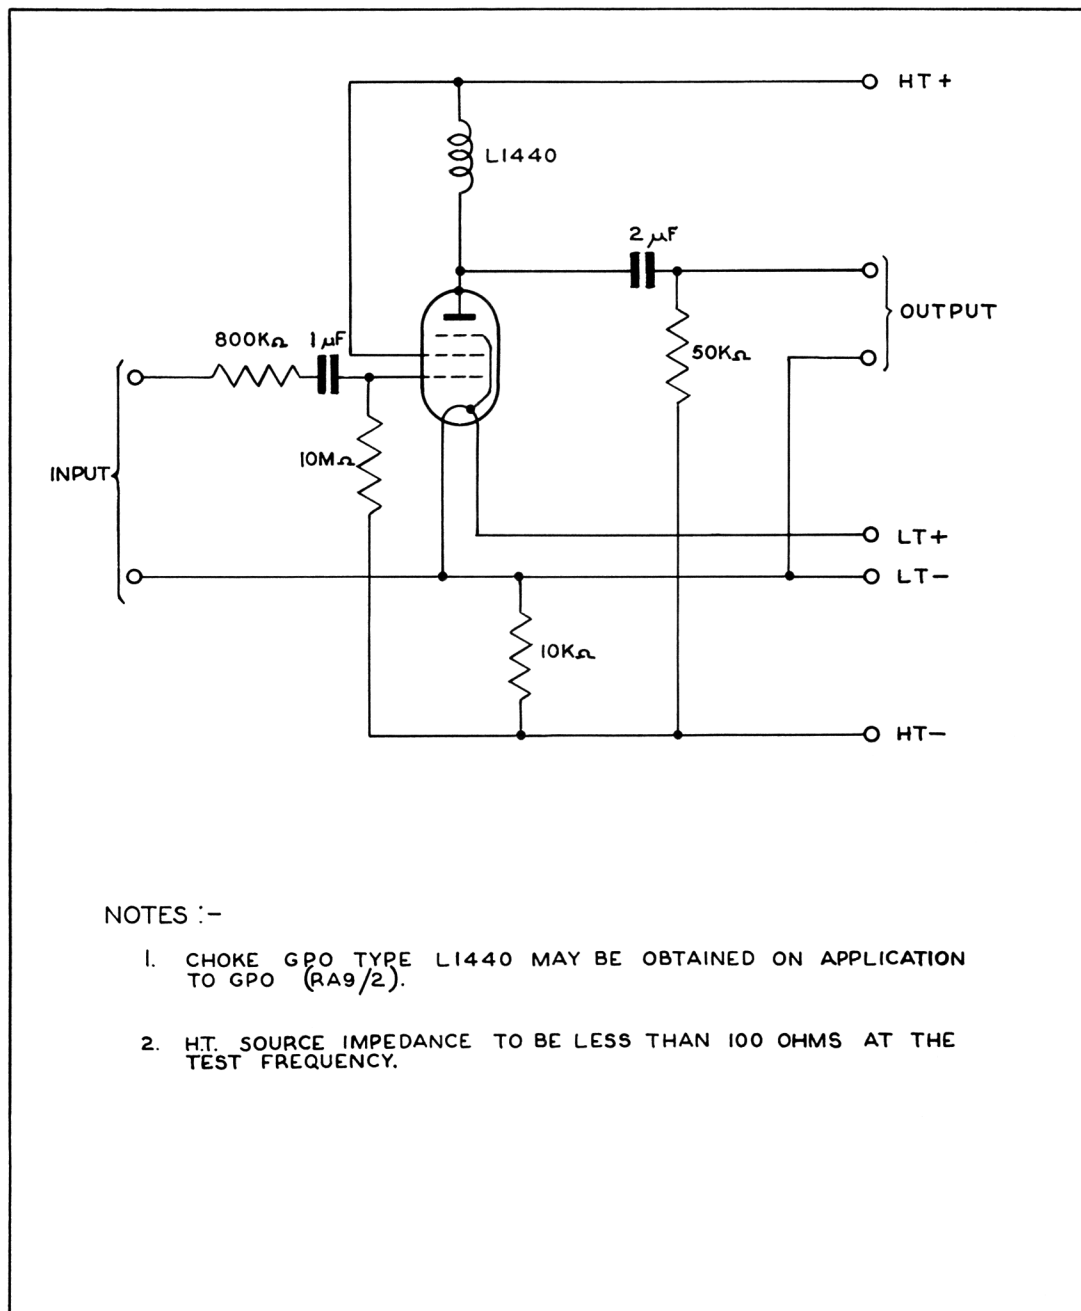 HT+
L1440
2 µF
OUTPUT
800KΩ 1µF
50KΩ
10MΩ
INPUT
LT+
LT-
10KΩ
HT-
NOTES :-
1. CHOKE GPO TYPE L1440 MAY BE OBTAINED ON APPLICATION
TO GPO (RA9/2).
2. H.T. SOURCE IMPEDANCE TO BE LESS THAN 100 OHMS AT THE
TEST FREQUENCY.